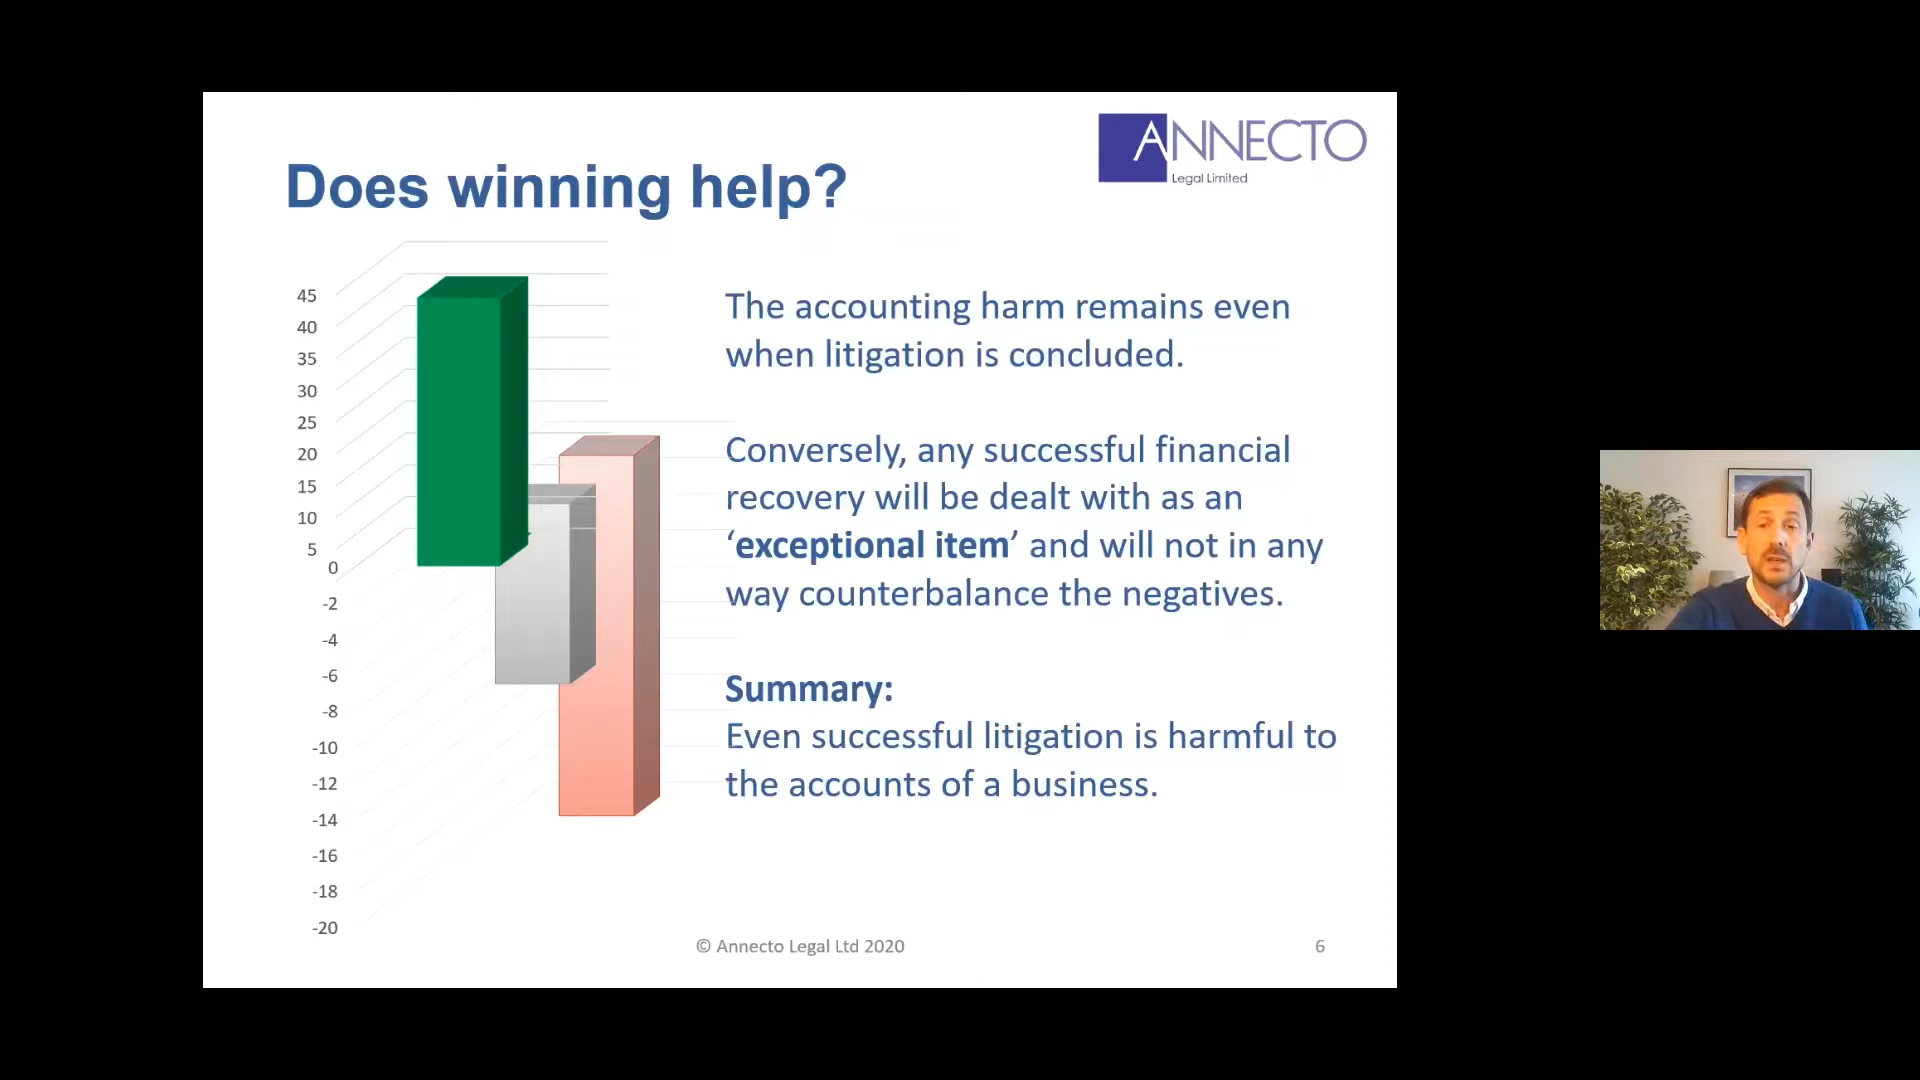 ANNECTO
Legal Limited
Does winning help?
45
40
35
30
25
20
15
10
5
0
-2
-4
-6
-8
-10
-12
-14
-16
-18
-20
The accounting harm remains even
when litigation is concluded.
Conversely, any successful financial
recovery will be dealt with as an
‘exceptional item’ and will not in any
way counterbalance the negatives.
Summary:
Even successful litigation is harmful to
the accounts of a business.
© Annecto Legal Ltd 2020
6